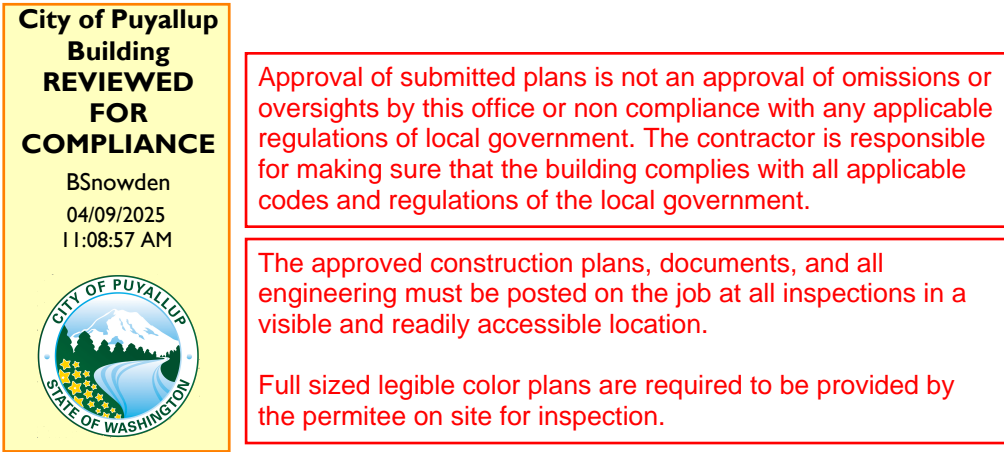 City of Puyallup
Building
REVIEWED
FOR
COMPLIANCE
BSnowden
04/09/2025
11:08:57 AM
CITY OF PUYALLUP
STATE OF WASHINGTON
Approval of submitted plans is not an approval of omissions or
oversights by this office or non compliance with any applicable
regulations of local government. The contractor is responsible
for making sure that the building complies with all applicable
codes and regulations of the local government.
The approved construction plans, documents, and all
engineering must be posted on the job at all inspections in a
visible and readily accessible location.
Full sized legible color plans are required to be provided by
the permitee on site for inspection.